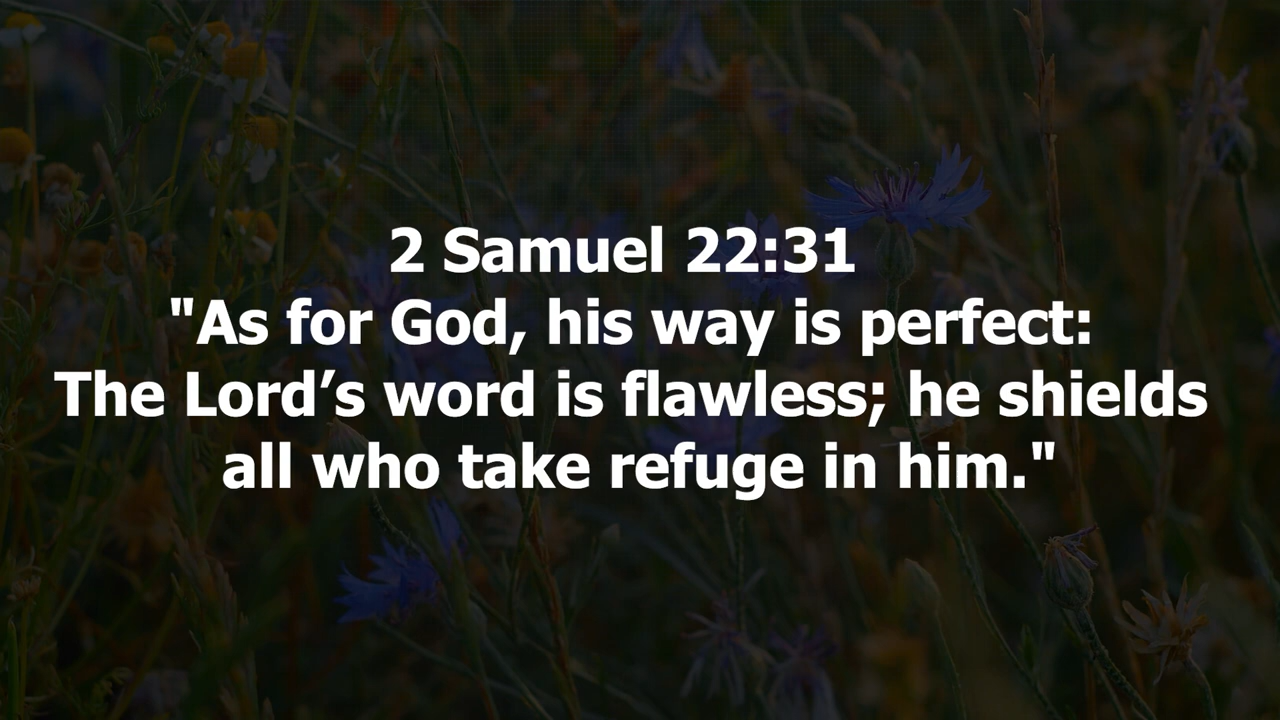 2 Samuel 22:31
"As for God, his way is perfect:
The Lord’s word is flawless; he shields
all who take refuge in him."